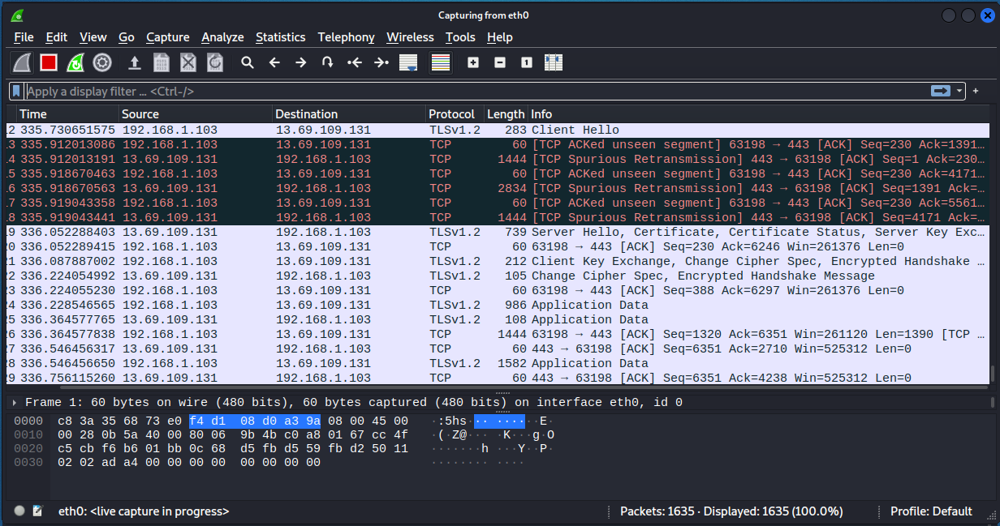 Capturing from eth0
File Edit View Go Capture Analyze Statistics Telephony Wireless Tools Help
Apply a display filter … <Ctrl-/>
Time Source Destination Protocol Length Info
2 335.730651575 192.168.1.103 13.69.109.131 TLSv1.2 283 Client Hello
3 335.912013086 192.168.1.103 13.69.109.131 TCP 60 [TCP ACKed unseen segment] 63198 → 443 [ACK] Seq=230 Ack=1391…
4 335.912013191 13.69.109.131 192.168.1.103 TCP 1444 [TCP Spurious Retransmission] 443 → 63198 [ACK] Seq=1 Ack=230…
5 335.918670463 192.168.1.103 13.69.109.131 TCP 60 [TCP ACKed unseen segment] 63198 → 443 [ACK] Seq=230 Ack=4171…
6 335.918670563 13.69.109.131 192.168.1.103 TCP 2834 [TCP Spurious Retransmission] 443 → 63198 [ACK] Seq=1391 Ack=…
7 335.919043358 192.168.1.103 13.69.109.131 TCP 60 [TCP ACKed unseen segment] 63198 → 443 [ACK] Seq=230 Ack=5561…
8 335.919043441 13.69.109.131 192.168.1.103 TCP 1444 [TCP Spurious Retransmission] 443 → 63198 [ACK] Seq=4171 Ack=…
9 336.052288403 13.69.109.131 192.168.1.103 TLSv1.2 739 Server Hello, Certificate, Certificate Status, Server Key Exc…
0 336.052289415 192.168.1.103 13.69.109.131 TCP 60 63198 → 443 [ACK] Seq=230 Ack=6246 Win=261376 Len=0
1 336.087887002 192.168.1.103 13.69.109.131 TLSv1.2 212 Client Key Exchange, Change Cipher Spec, Encrypted Handshake …
2 336.224054992 13.69.109.131 192.168.1.103 TLSv1.2 105 Change Cipher Spec, Encrypted Handshake Message
3 336.224055230 192.168.1.103 13.69.109.131 TCP 60 63198 → 443 [ACK] Seq=388 Ack=6297 Win=261376 Len=0
4 336.228546565 192.168.1.103 13.69.109.131 TLSv1.2 986 Application Data
5 336.364577765 13.69.109.131 192.168.1.103 TLSv1.2 108 Application Data
6 336.364577838 192.168.1.103 13.69.109.131 TCP 1444 63198 → 443 [ACK] Seq=1320 Ack=6351 Win=261120 Len=1390 [TCP …
7 336.546456317 13.69.109.131 192.168.1.103 TCP 60 443 → 63198 [ACK] Seq=6351 Ack=2710 Win=525312 Len=0
8 336.546456650 192.168.1.103 13.69.109.131 TLSv1.2 1582 Application Data
9 336.756115260 13.69.109.131 192.168.1.103 TCP 60 443 → 63198 [ACK] Seq=6351 Ack=4238 Win=525312 Len=0
Frame 1: 60 bytes on wire (480 bits), 60 bytes captured (480 bits) on interface eth0, id 0
0000 c8 3a 35 68 73 e0 f4 d1 08 d0 a3 9a 08 00 45 00 ·:5hs··· ······E·
0010 00 28 0b 5a 40 00 80 06 9b 4b c0 a8 01 67 cc 4f ·(·Z@··· ·K···g·O
0020 c5 cb f6 b6 01 bb 0c 68 d5 fb d5 59 fb d2 50 11 ·······h ···Y··P·
0030 02 02 ad a4 00 00 00 00 00 00 00 00 ········ ····
eth0: <live capture in progress> Packets: 1635 · Displayed: 1635 (100.0%) Profile: Default